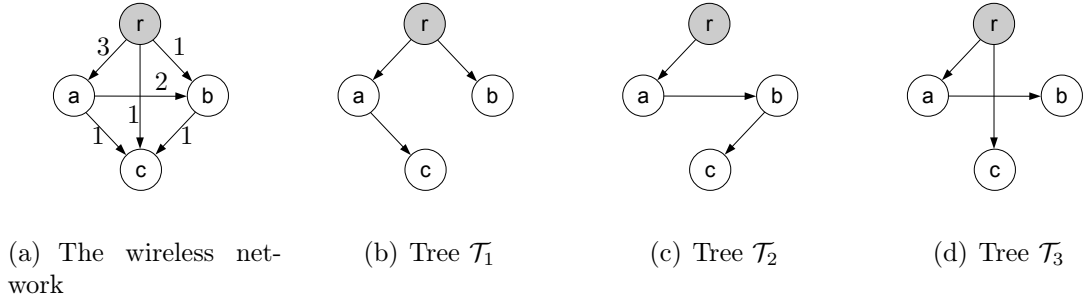 r
3
1
a
2
b
1
1
1
c
r
a
b
c
r
a
b
c
r
a
b
c
(a) The wireless net-
work
(b) Tree 𝒯₁
(c) Tree 𝒯₂
(d) Tree 𝒯₃